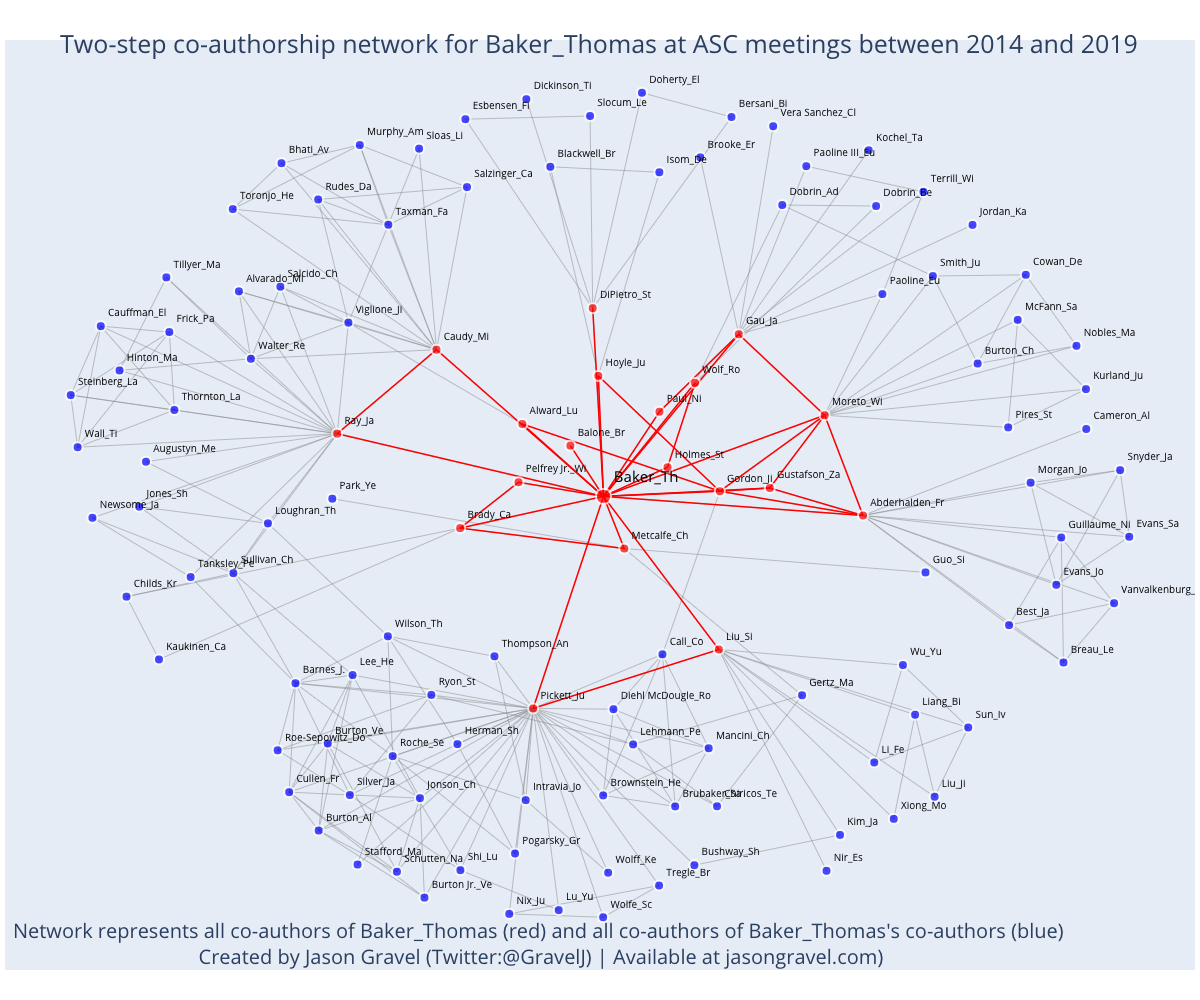 Two-step co-authorship network for Baker_Thomas at ASC meetings between 2014 and 2019
Dickinson_Ti
Doherty_El
Esbensen_Fi
Slocum_Le
Bersani_Bi
Vera Sanchez_Cl
Murphy_Am
Sloas_Li
Kochel_Ta
Bhati_Av
Blackwell_Br
Isom_De
Brooke_Er
Paoline III_Eu
Rudes_Da
Salzinger_Ca
Terrill_Wi
Toronjo_He
Taxman_Fa
Dobrin_Ad
Dobrin_Be
Jordan_Ka
Tillyer_Ma
Alvarado_Mi
Salcido_Ch
Smith_Ju
Cowan_De
Paoline_Eu
DiPietro_St
Cauffman_El
Frick_Pa
Viglione_Ji
McFann_Sa
Gau_Ja
Caudy_Mi
Nobles_Ma
Hinton_Ma
Walter_Re
Burton_Ch
Hoyle_Ju
Wolf_Ro
Steinberg_La
Thornton_La
Kurland_Ju
Paul_Ni
Moreto_Wi
Alward_Lu
Wall_Ti
Ray_Ja
Balone_Br
Pires_St
Cameron_Al
Augustyn_Me
Pelfrey Jr._Wi
Holmes_St
Snyder_Ja
Baker_Th
Gordon_Ji
Gustafson_Za
Morgan_Jo
Jones_Sh
Park_Ye
Newsome_Ja
Abderhalden_Fr
Loughran_Th
Brady_Ca
Guillaume_Ni
Evans_Sa
Metcalfe_Ch
Tanksley_Pe
Sullivan_Ch
Guo_Si
Evans_Jo
Childs_Kr
Vanvalkenburg_
Best_Ja
Kaukinen_Ca
Wilson_Th
Thompson_An
Call_Co
Liu_Si
Breau_Le
Barnes_J.
Lee_He
Wu_Yu
Ryon_St
Pickett_Ju
Diehl McDougle_Ro
Gertz_Ma
Liang_Bi
Sun_Iv
Roe-Sepowitz_Do
Burton_Ve
Roche_Se
Herman_Sh
Lehmann_Pe
Mancini_Ch
Li_Fe
Cullen_Fr
Silver_Ja
Jonson_Ch
Intravia_Jo
Brownstein_He
Chiricos_Te
Liu_Ji
Xiong_Mo
Burton_Al
Kim_Ja
Stafford_Ma
Schutten_Na
Shi_Lu
Pogarsky_Gr
Wolff_Ke
Bushway_Sh
Nir_Es
Burton Jr._Ve
Tregle_Br
Nix_Ju
Lu_Yu
Wolfe_Sc
Network represents all co-authors of Baker_Thomas (red) and all co-authors of Baker_Thomas's co-authors (blue)
Created by Jason Gravel (Twitter:@GravelJ) | Available at jasongravel.com)